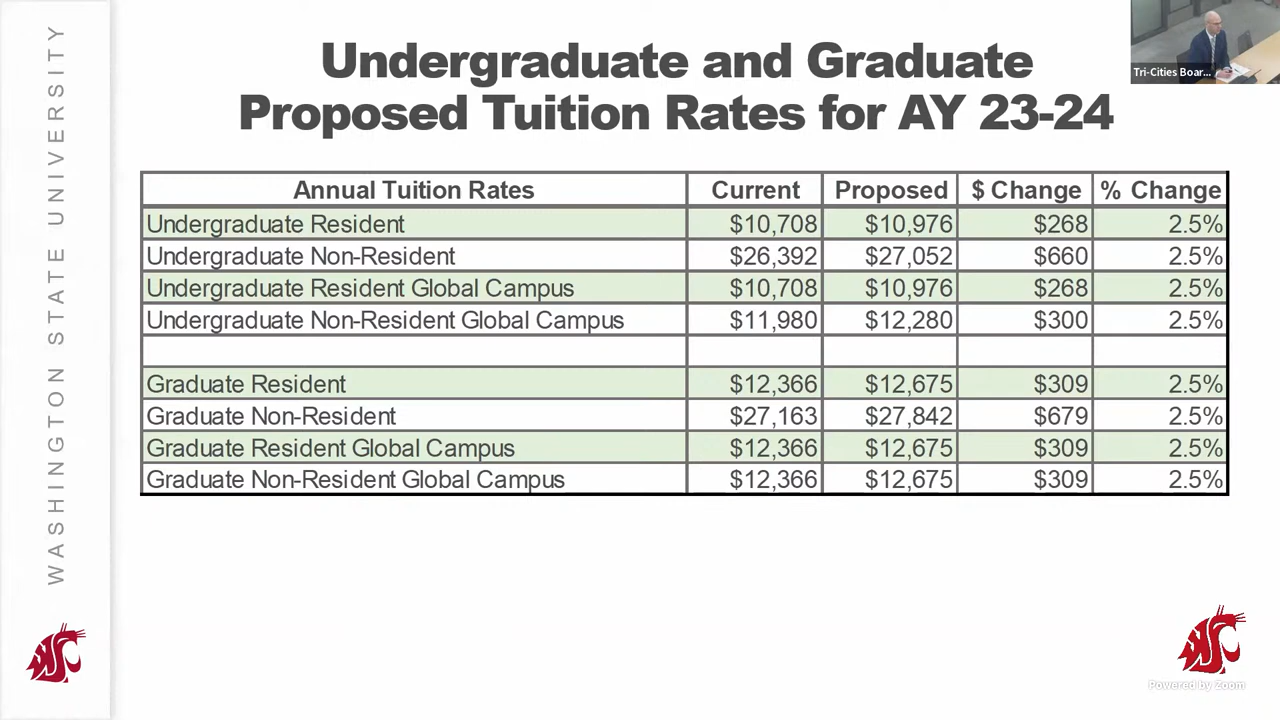 WASHINGTON STATE UNIVERSITY
Undergraduate and Graduate
Proposed Tuition Rates for AY 23-24
Tri-Cities Boar...
Annual Tuition Rates Current Proposed $ Change % Change
Undergraduate Resident $10,708 $10,976 $268 2.5%
Undergraduate Non-Resident $26,392 $27,052 $660 2.5%
Undergraduate Resident Global Campus $10,708 $10,976 $268 2.5%
Undergraduate Non-Resident Global Campus $11,980 $12,280 $300 2.5%
Graduate Resident $12,366 $12,675 $309 2.5%
Graduate Non-Resident $27,163 $27,842 $679 2.5%
Graduate Resident Global Campus $12,366 $12,675 $309 2.5%
Graduate Non-Resident Global Campus $12,366 $12,675 $309 2.5%
Powered by Zoom